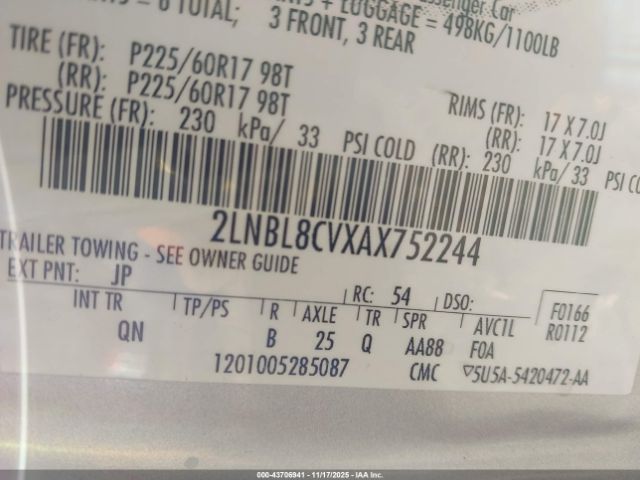 6 TOTAL; + LUGGAGE = 498KG/1100LB
3 FRONT, 3 REAR
TIRE (FR): P225/60R17 98T RIMS (FR): 17 X 7.0J
(RR): P225/60R17 98T (RR): 17 X 7.0J
PRESSURE (FR): 230 kPa/ 33 PSI COLD (RR): 230 kPa/ 33 PSI
2LNBL8CVXAX752244
TRAILER TOWING - SEE OWNER GUIDE
EXT PNT: JP RC: 54 DSO: F0166
R0112
INT TR TP/PS R AXLE TR SPR AVCTL
QN B 25 Q AA88 F0A
1201005285087 CMC ▽5U5A-5420472-AA
000-43706941 - 11/17/2025 - IAA Inc.